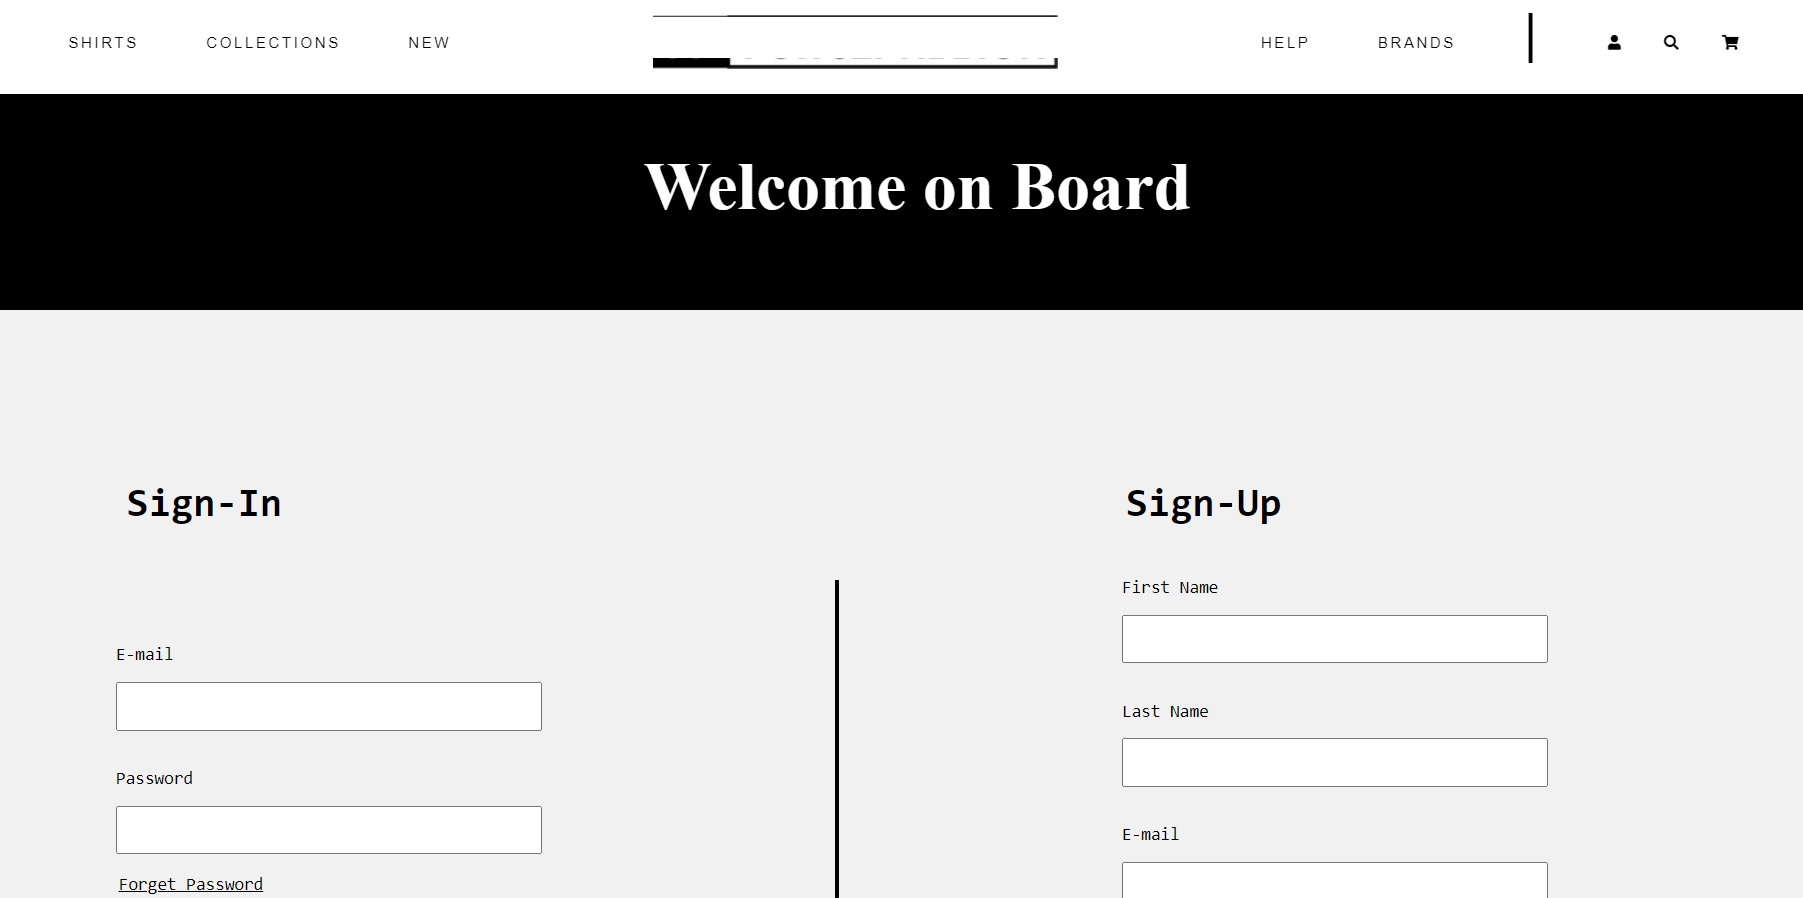 SHIRTS
COLLECTIONS
NEW
HELP
BRANDS
Welcome on Board
Sign-In
E-mail
Password
Forget Password
Sign-Up
First Name
Last Name
E-mail